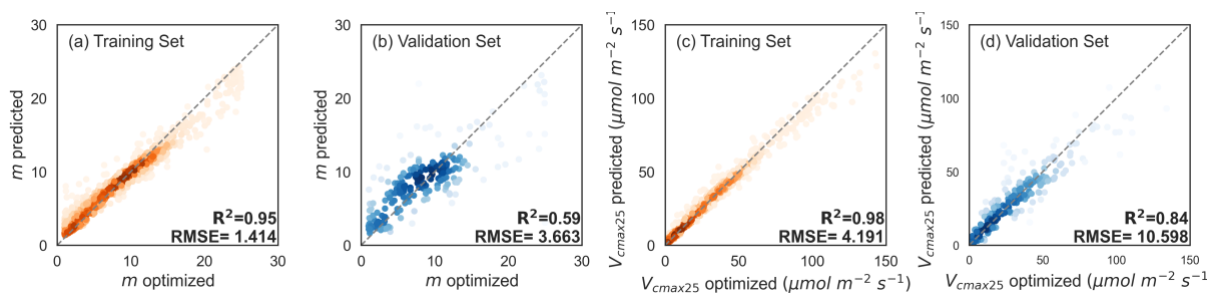 (a) Training Set
R²=0.95
RMSE= 1.414
m predicted
m optimized
0
10
20
30
0
10
20
30
(b) Validation Set
R²=0.59
RMSE= 3.663
m predicted
m optimized
0
10
20
30
0
10
20
30
(c) Training Set
R²=0.98
RMSE= 4.191
V_cmax25 predicted (μmol m⁻² s⁻¹)
V_cmax25 optimized (μmol m⁻² s⁻¹)
0
50
100
150
0
50
100
150
(d) Validation Set
R²=0.84
RMSE= 10.598
V_cmax25 predicted (μmol m⁻² s⁻¹)
V_cmax25 optimized (μmol m⁻² s⁻¹)
0
50
100
150
0
50
100
150